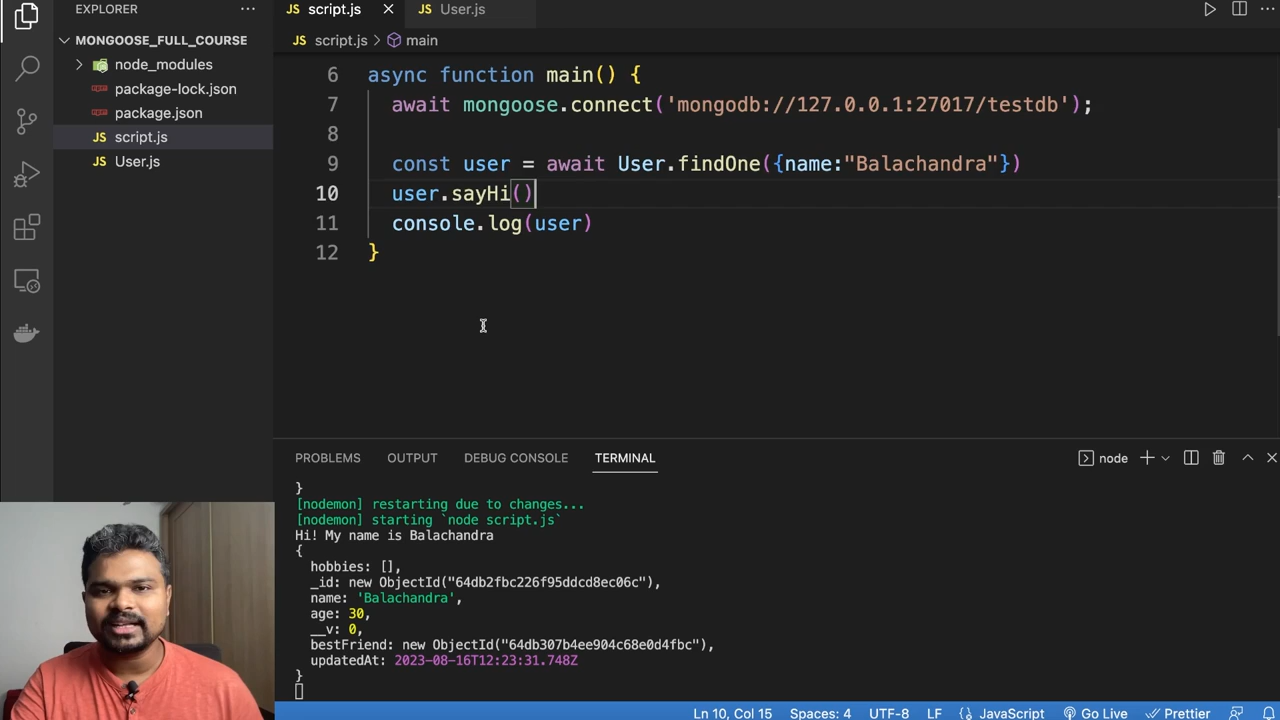 EXPLORER
MONGOOSE_FULL_COURSE
node_modules
package-lock.json
package.json
JS script.js
JS User.js
JS script.js
JS User.js
JS script.js > main
6 async function main() {
7 await mongoose.connect('mongodb://127.0.0.1:27017/testdb');
8
9 const user = await User.findOne({name:"Balachandra"})
10 user.sayHi()
11 console.log(user)
12 }
PROBLEMS OUTPUT DEBUG CONSOLE TERMINAL
node
}
[nodemon] restarting due to changes...
[nodemon] starting `node script.js`
Hi! My name is Balachandra
{
hobbies: [],
_id: new ObjectId("64db2fbc226f95ddcd8ec06c"),
name: 'Balachandra',
age: 30,
__v: 0,
bestFriend: new ObjectId("64db307b4ee904c68e0d4fbc"),
updatedAt: 2023-08-16T12:23:31.748Z
}
Ln 10, Col 15 Spaces: 4 UTF-8 LF {} JavaScript Go Live Prettier